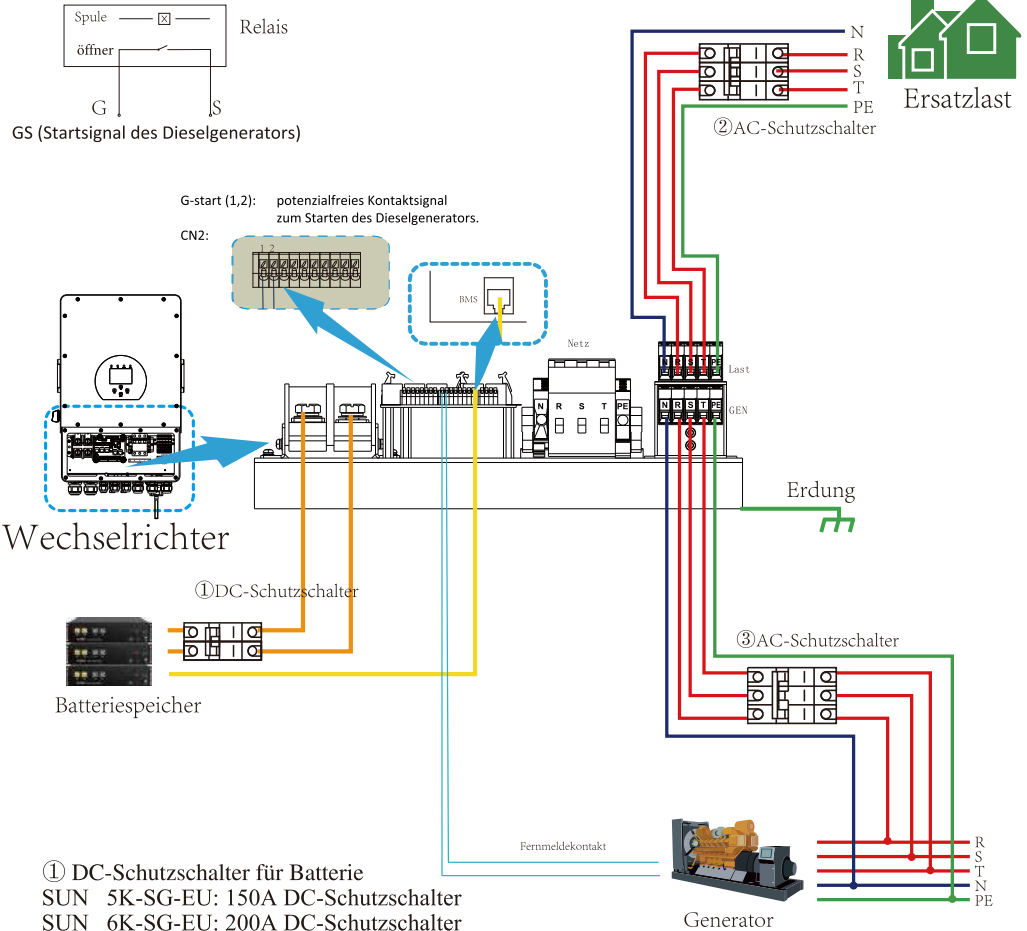 Spule
öffner
Relais
G
S
GS (Startsignal des Dieselgenerators)
N
R
S
T
PE
Ersatzlast
②AC-Schutzschalter
G-start (1,2): potenzialfreies Kontaktsignal
zum Starten des Dieselgenerators.
CN2:
1 2
BMS
Netz
N R S T PE
Last
N R S T PE
GEN
N R S T PE
Erdung
Wechselrichter
①DC-Schutzschalter
③AC-Schutzschalter
Batteriespeicher
Fernmeldekontakt
R
S
T
N
PE
Generator
① DC-Schutzschalter für Batterie
SUN 5K-SG-EU: 150A DC-Schutzschalter
SUN 6K-SG-EU: 200A DC-Schutzschalter